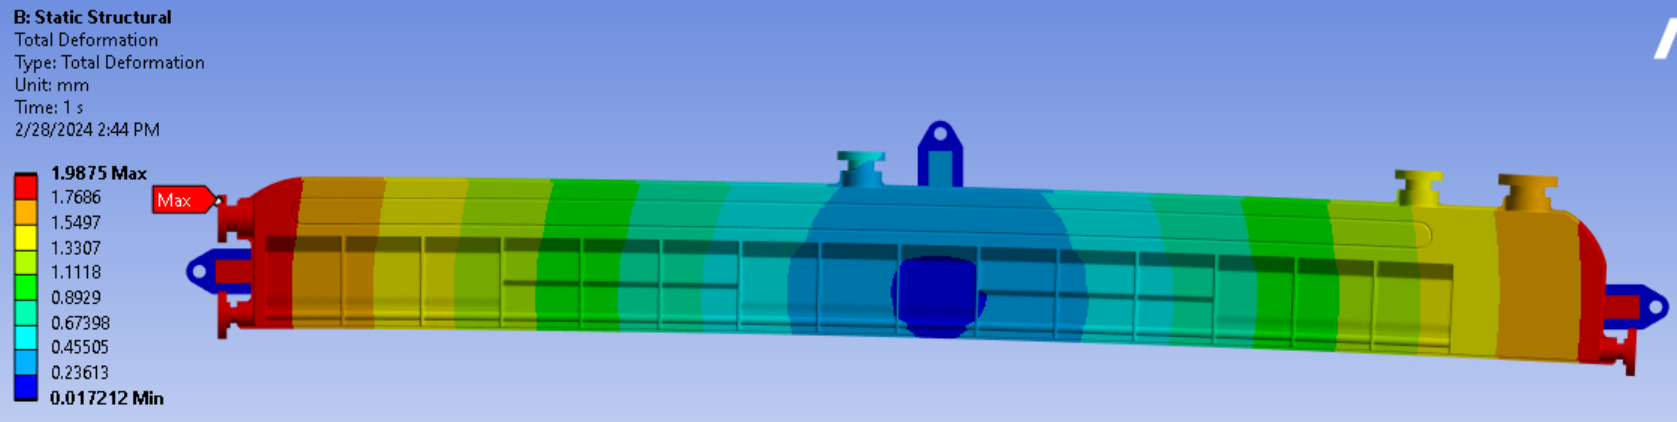 B: Static Structural
Total Deformation
Type: Total Deformation
Unit: mm
Time: 1 s
2/28/2024 2:44 PM
1.9875 Max
1.7686
1.5497
1.3307
1.1118
0.8929
0.67398
0.45505
0.23613
0.017212 Min
Max